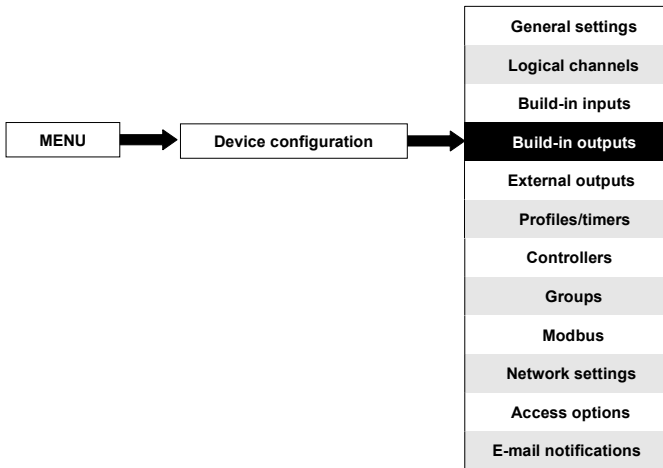 MENU
Device configuration
General settings
Logical channels
Build-in inputs
Build-in outputs
External outputs
Profiles/timers
Controllers
Groups
Modbus
Network settings
Access options
E-mail notifications